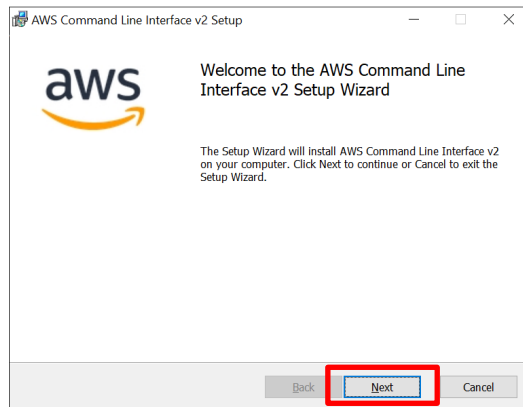 AWS Command Line Interface v2 Setup
aws
Welcome to the AWS Command Line
Interface v2 Setup Wizard
The Setup Wizard will install AWS Command Line Interface v2
on your computer. Click Next to continue or Cancel to exit the
Setup Wizard.
Back Next Cancel